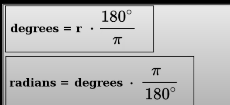 degrees = r · 180° / π
radians = degrees · π / 180°